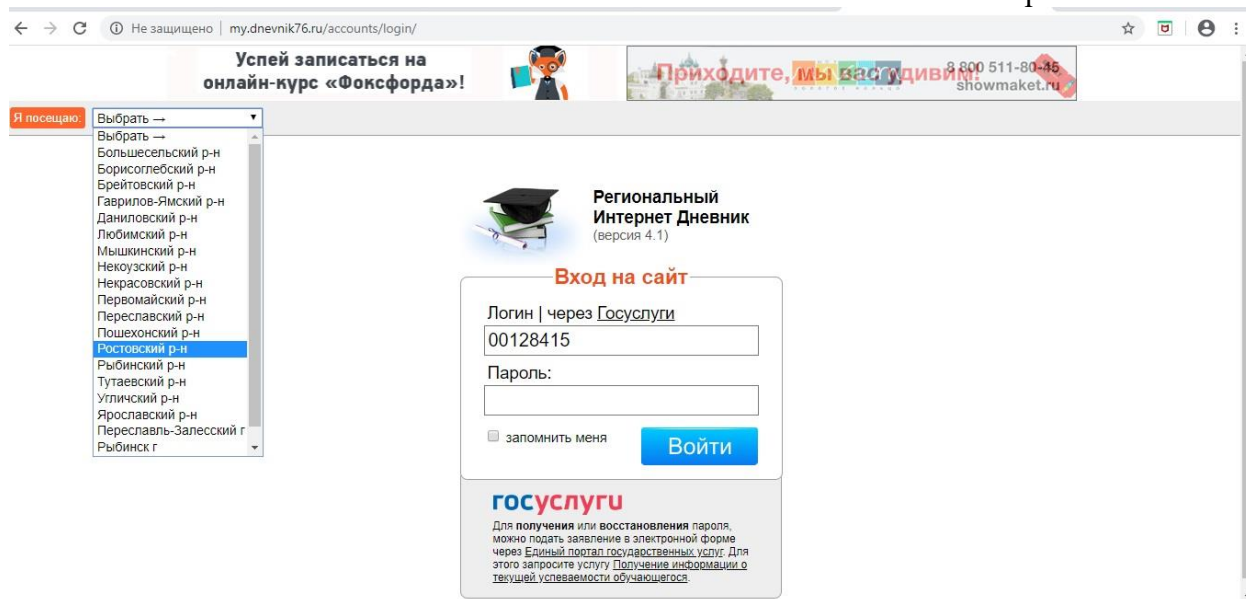 Не защищено | my.dnevnik76.ru/accounts/login/
Успей записаться на
онлайн-курс «Фоксфорда»!
Приходите, мы вас удивим!
8 800 511-80-45
showmaket.ru
Я посещаю:
Выбрать →
Выбрать →
Большесельский р-н
Борисоглебский р-н
Брейтовский р-н
Гаврилов-Ямский р-н
Даниловский р-н
Любимский р-н
Мышкинский р-н
Некоузский р-н
Некрасовский р-н
Первомайский р-н
Переславский р-н
Пошехонский р-н
Ростовский р-н
Рыбинский р-н
Тутаевский р-н
Угличский р-н
Ярославский р-н
Переславль-Залесский г
Рыбинск г
Региональный
Интернет Дневник
(версия 4.1)
Вход на сайт
Логин | через Госуслуги
00128415
Пароль:
запомнить меня
Войти
госуслуги
Для получения или восстановления пароля,
можно подать заявление в электронной форме
через Единый портал государственных услуг. Для
этого запросите услугу Получение информации о
текущей успеваемости обучающегося.